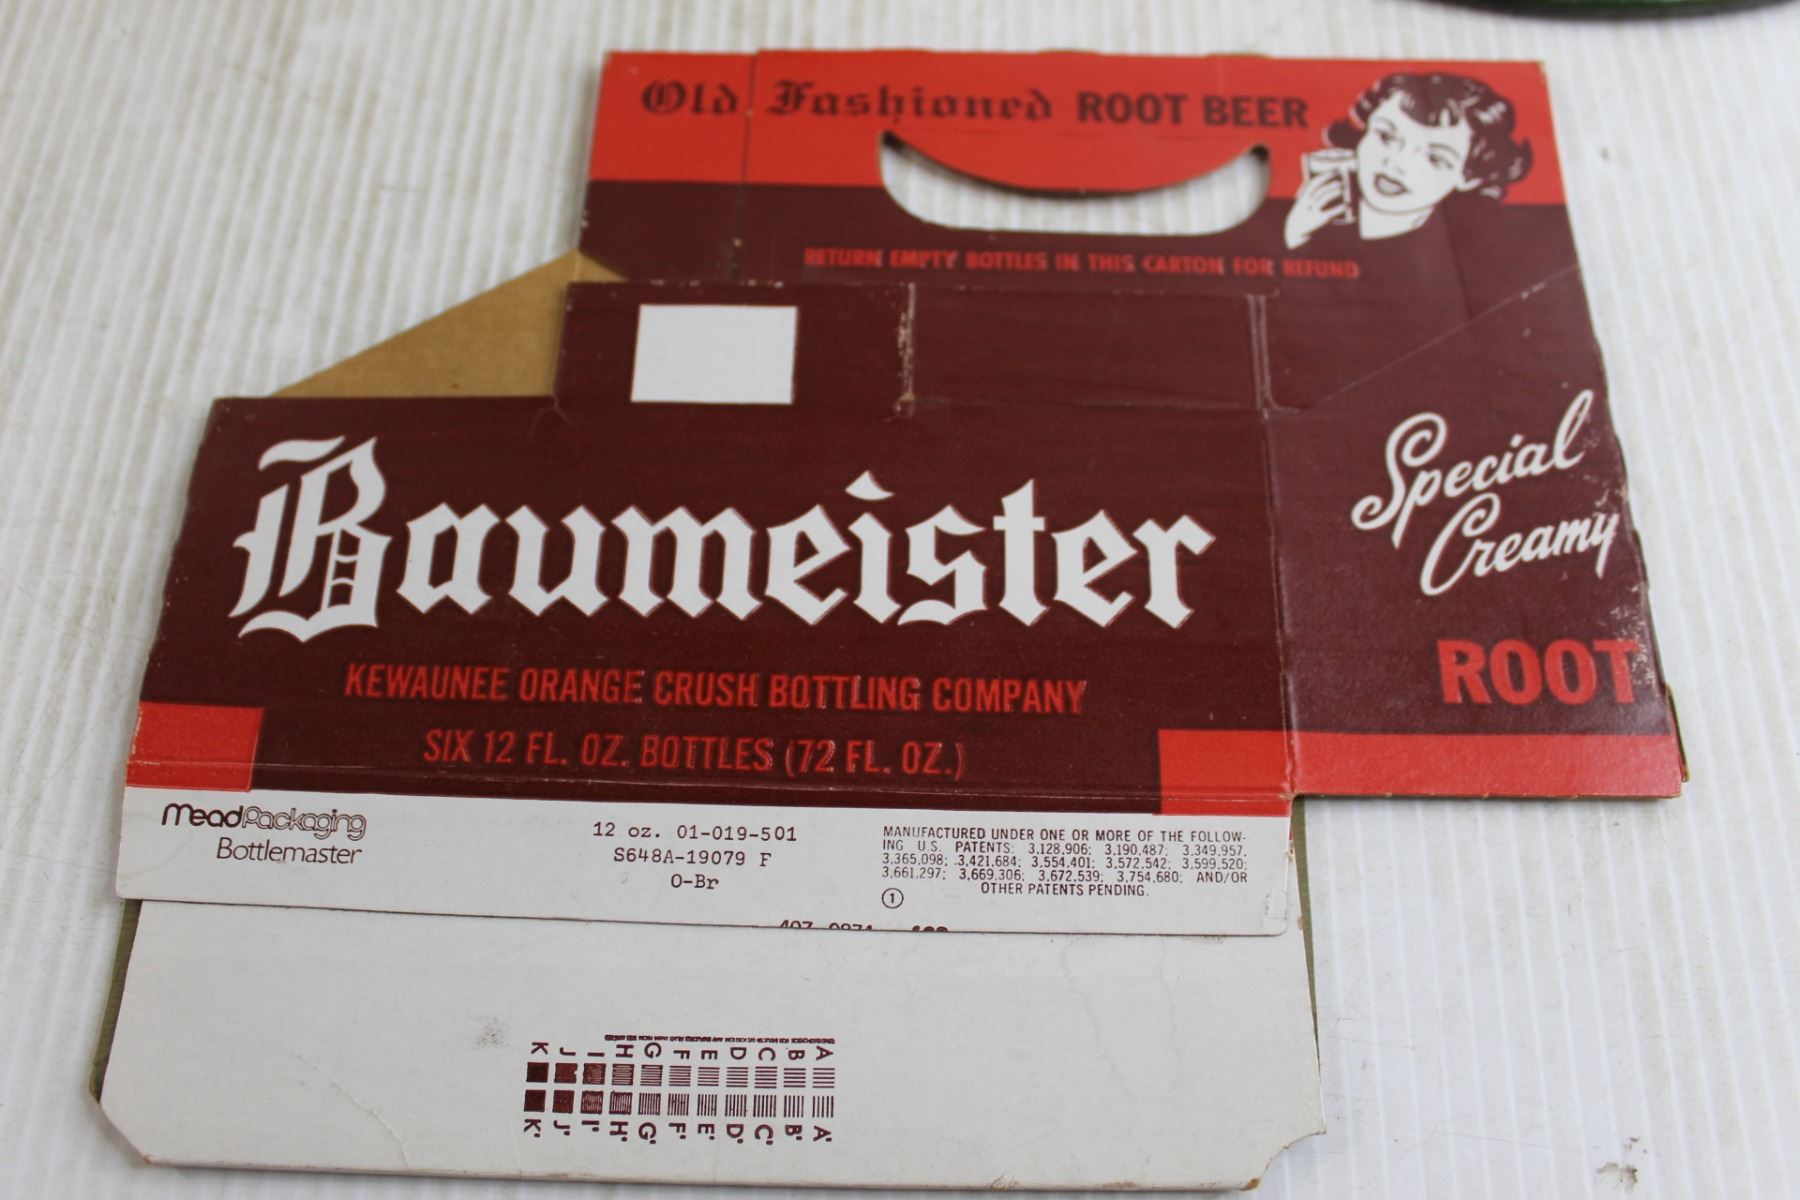 Old Fashioned ROOT BEER
RETURN EMPTY BOTTLES IN THIS CARTON FOR REFUND
Baumeister
KEWAUNEE ORANGE CRUSH BOTTLING COMPANY
SIX 12 FL. OZ. BOTTLES (72 FL. OZ.)
Special
Creamy
ROOT
Mead Packaging
Bottlemaster
12 oz. 01-019-501
S648A-19079 F
O-Br
MANUFACTURED UNDER ONE OR MORE OF THE FOLLOW-
ING U.S. PATENTS: 3,128,906; 3,190,487; 3,349,957,
3,365,098; 3,421,684; 3,554,401; 3,572,542; 3,599,520;
3,661,297; 3,669,306; 3,672,539; 3,754,680; AND/OR
OTHER PATENTS PENDING.
1
A B C D E F G H I J K
A' B' C' D' E' F' G' H' I' J' K'